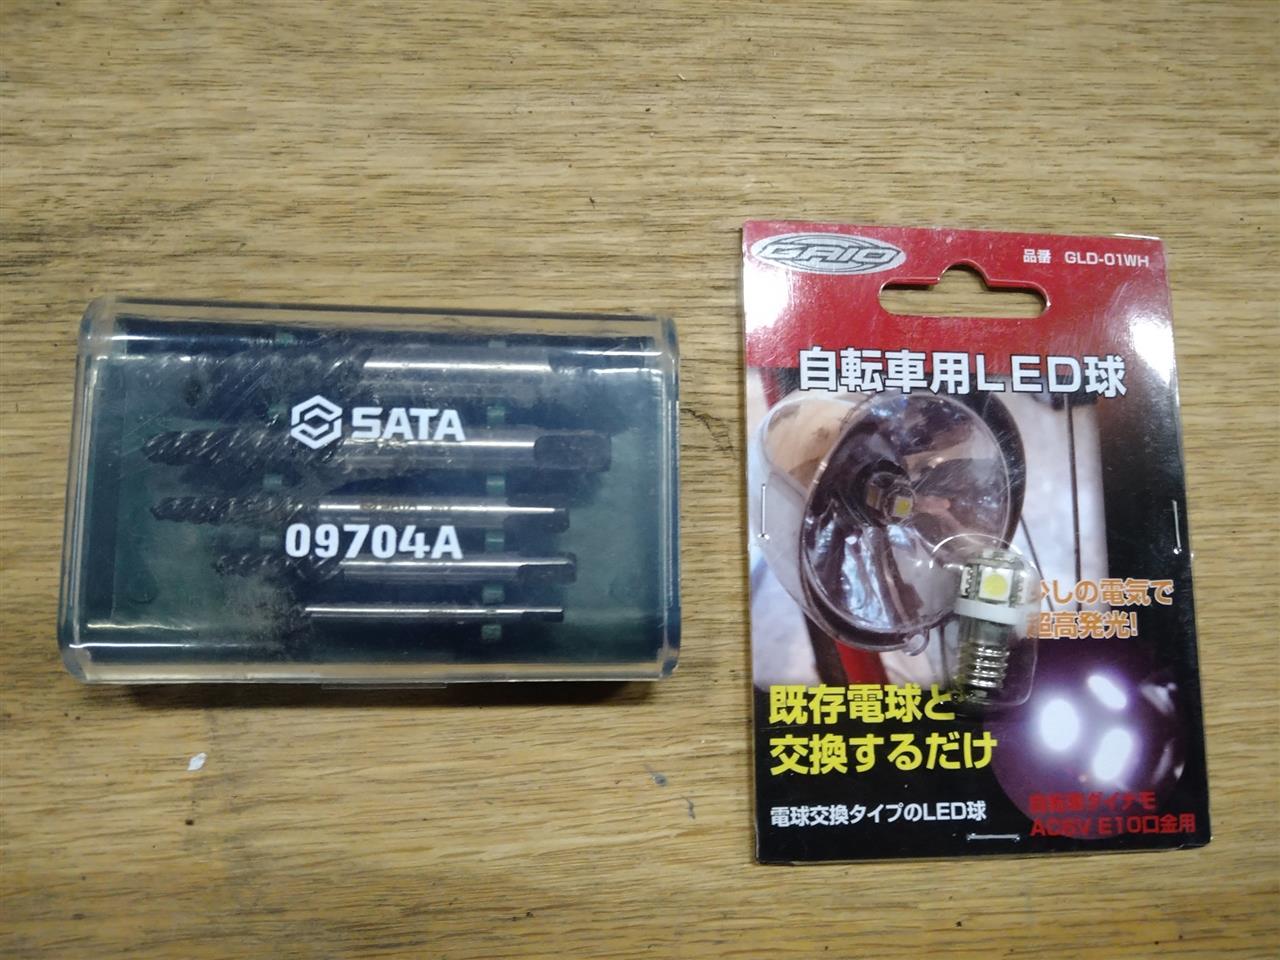 SATA
09704A
GAIO
品番 GLD-01WH
自転車用LED球
少しの電気で
超高発光!
既存電球と
交換するだけ
電球交換タイプのLED球
自転車ダイナモ
AC6V E10口金用